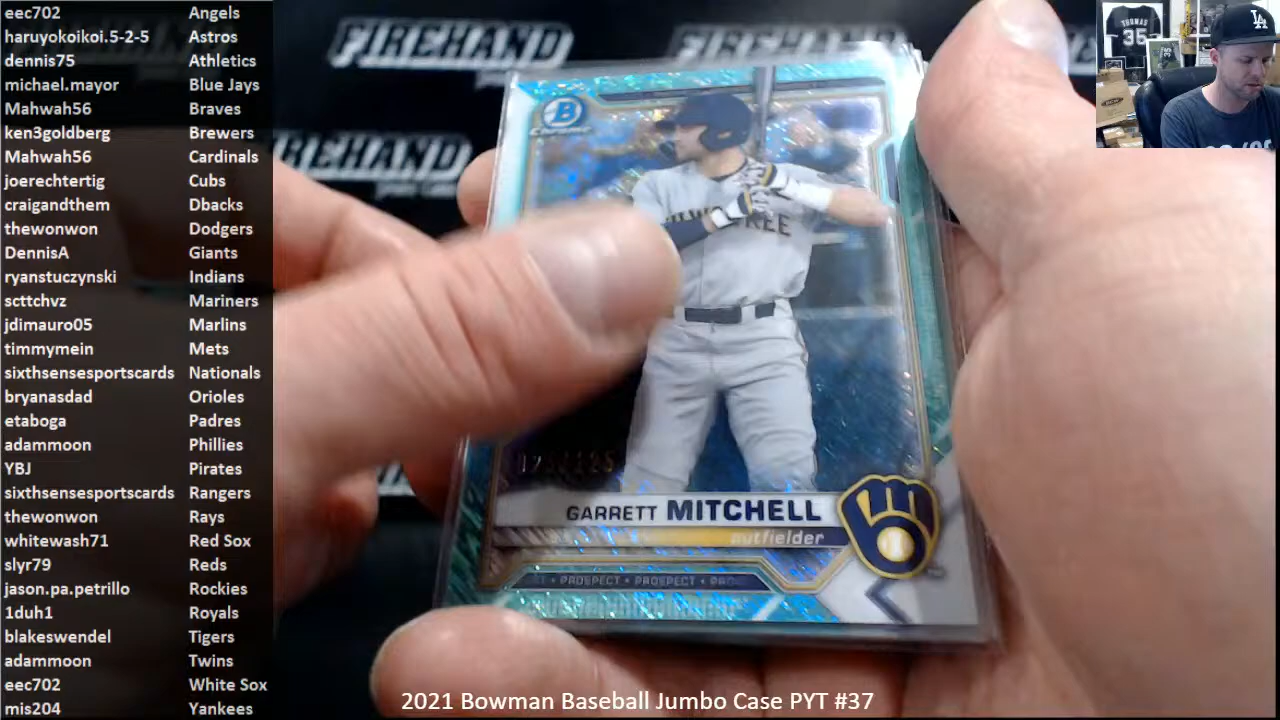 eec702 Angels
haruyokoikoi.5-2-5 Astros
dennis75 Athletics
michael.mayor Blue Jays
Mahwah56 Braves
ken3goldberg Brewers
Mahwah56 Cardinals
joerechtertig Cubs
craigandthem Dbacks
thewonwon Dodgers
DennisA Giants
ryanstuczynski Indians
scttchvz Mariners
jdimauro05 Marlins
timmymein Mets
sixthsensesportscards Nationals
bryanasdad Orioles
etaboga Padres
adammoon Phillies
YBJ Pirates
sixthsensesportscards Rangers
thewonwon Rays
whitewash71 Red Sox
slyr79 Reds
jason.pa.petrillo Rockies
1duh1 Royals
blakeswendel Tigers
adammoon Twins
eec702 White Sox
mis204 Yankees
FIREHAND
FIREHAND
B
Chrome
GARRETT MITCHELL
outfielder
PROSPECT • PROSPECT •
THOMAS
35
LA
2021 Bowman Baseball Jumbo Case PYT #37